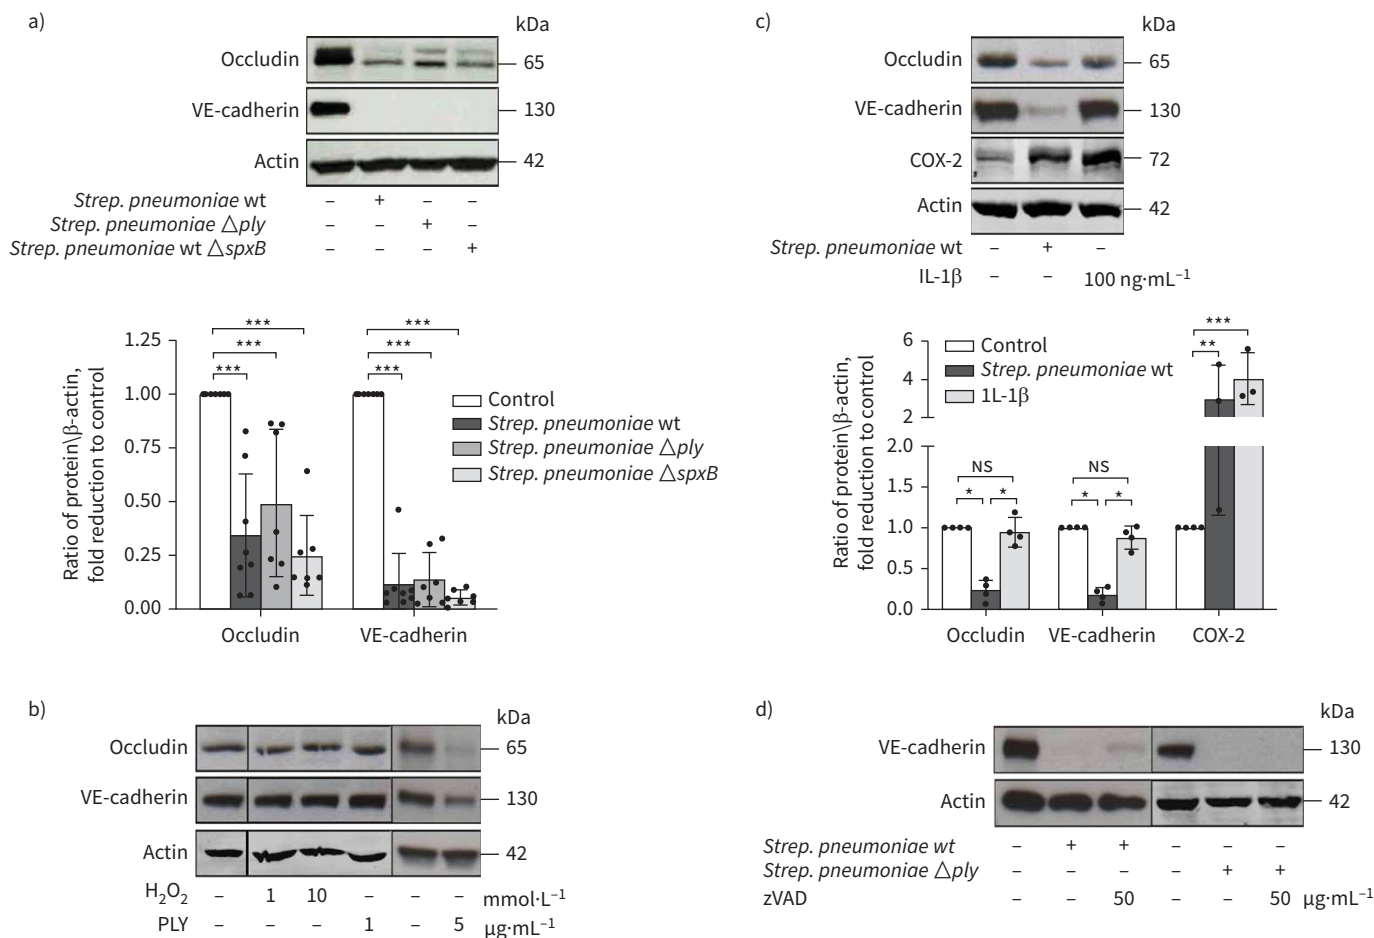 a)
kDa
Occludin
65
VE-cadherin
130
Actin
42
Strep. pneumoniae wt – + – –
Strep. pneumoniae △ply – – + –
Strep. pneumoniae wt △spxB – – – +
Ratio of protein\β-actin,
fold reduction to control
1.25
1.00
0.75
0.50
0.25
0.00
***
***
***
***
***
***
Control
Strep. pneumoniae wt
Strep. pneumoniae △ply
Strep. pneumoniae △spxB
Occludin
VE-cadherin
b)
kDa
Occludin
65
VE-cadherin
130
Actin
42
H2O2 – 1 10 – – – mmol·L–1
PLY – – – 1 – 5 μg·mL–1
c)
kDa
Occludin
65
VE-cadherin
130
COX-2
72
Actin
42
Strep. pneumoniae wt – + –
IL-1β – – 100 ng·mL–1
Ratio of protein\β-actin,
fold reduction to control
6
4
2
2.0
1.5
1.0
0.5
0.0
Control
Strep. pneumoniae wt
1L-1β
NS
* *
NS
* *
***
**
Occludin
VE-cadherin
COX-2
d)
kDa
VE-cadherin
130
Actin
42
Strep. pneumoniae wt – + + – – –
Strep. pneumoniae △ply – – – – + +
zVAD – – 50 – – 50 μg·mL–1